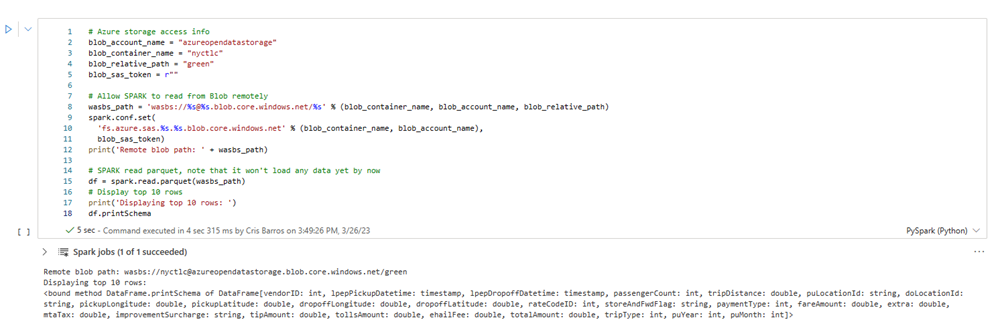 1 # Azure storage access info
2 blob_account_name = "azureopendatastorage"
3 blob_container_name = "nyctlc"
4 blob_relative_path = "green"
5 blob_sas_token = r""
6
7 # Allow SPARK to read from Blob remotely
8 wasbs_path = 'wasbs://%s@%s.blob.core.windows.net/%s' % (blob_container_name, blob_account_name, blob_relative_path)
9 spark.conf.set(
10 'fs.azure.sas.%s.%s.blob.core.windows.net' % (blob_container_name, blob_account_name),
11 blob_sas_token)
12 print('Remote blob path: ' + wasbs_path)
13
14 # SPARK read parquet, note that it won't load any data yet by now
15 df = spark.read.parquet(wasbs_path)
16 # Display top 10 rows
17 print('Displaying top 10 rows: ')
18 df.printSchema
[ ] 5 sec - Command executed in 4 sec 315 ms by Cris Barros on 3:49:26 PM, 3/26/23 PySpark (Python)
Spark jobs (1 of 1 succeeded) ...
Remote blob path: wasbs://nyctlc@azureopendatastorage.blob.core.windows.net/green
Displaying top 10 rows:
<bound method DataFrame.printSchema of DataFrame[vendorID: int, lpepPickupDatetime: timestamp, lpepDropoffDatetime: timestamp, passengerCount: int, tripDistance: double, puLocationId: string, doLocationId:
string, pickupLongitude: double, pickupLatitude: double, dropoffLongitude: double, dropoffLatitude: double, rateCodeID: int, storeAndFwdFlag: string, paymentType: int, fareAmount: double, extra: double,
mtaTax: double, improvementSurcharge: string, tipAmount: double, tollsAmount: double, ehailFee: double, totalAmount: double, tripType: int, puYear: int, puMonth: int]>